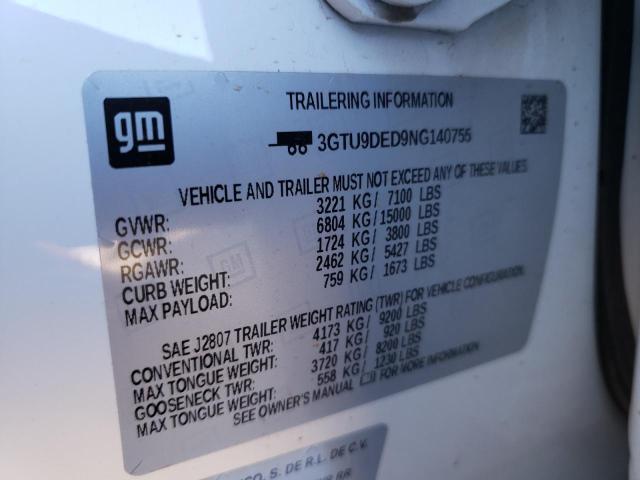 gm
TRAILERING INFORMATION
3GTU9DED9NG140755
VEHICLE AND TRAILER MUST NOT EXCEED ANY OF THESE VALUES
GVWR: 3221 KG / 7100 LBS
GCWR: 6804 KG / 15000 LBS
RGAWR: 1724 KG / 3800 LBS
CURB WEIGHT: 2462 KG / 5427 LBS
MAX PAYLOAD: 759 KG / 1673 LBS
SAE J2807 TRAILER WEIGHT RATING (TWR) FOR VEHICLE CONFIGURATION.
CONVENTIONAL TWR: 4173 KG / 9200 LBS
MAX TONGUE WEIGHT: 417 KG / 920 LBS
GOOSENECK TWR: 3720 KG / 8200 LBS
MAX TONGUE WEIGHT: 558 KG / 1230 LBS
SEE OWNER'S MANUAL FOR MORE INFORMATION
CO, S. DE R.L. DE C.V.